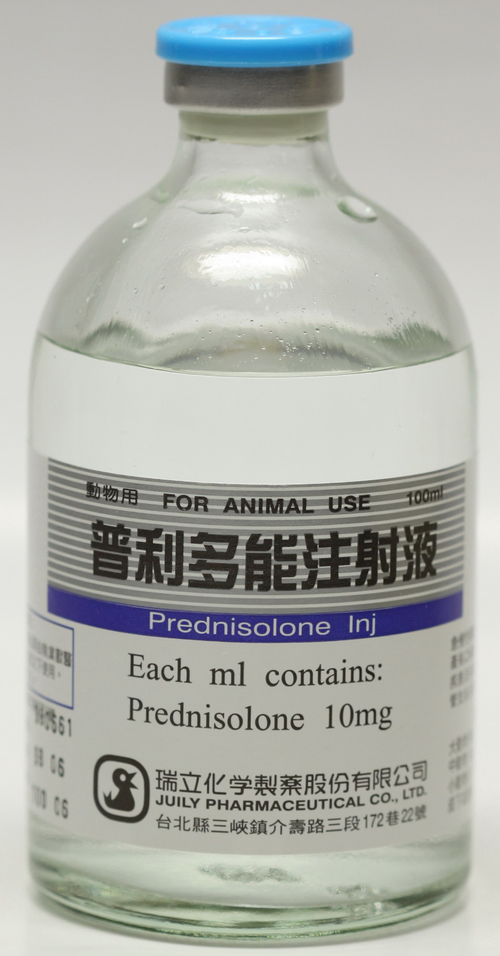 動物用 FOR ANIMAL USE 100ml
普利多能注射液
Prednisolone Inj
Each ml contains:
Prednisolone 10mg
瑞立化学製薬股份有限公司
JUILY PHARMACEUTICAL CO., LTD.
台北縣三峽鎮介壽路三段172巷22號